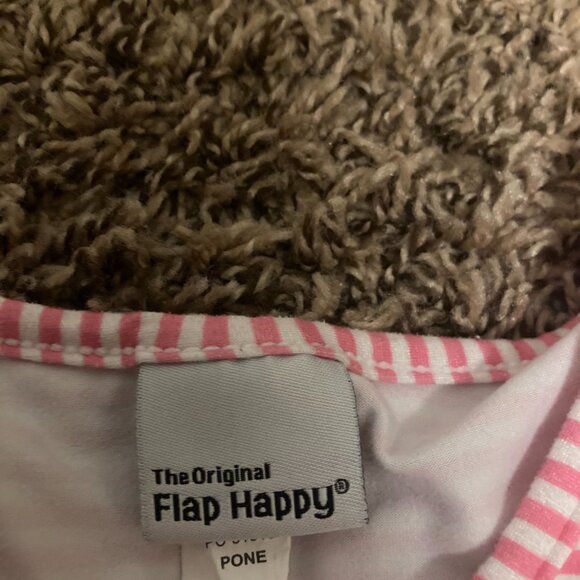 The Original
Flap Happy®
PONE